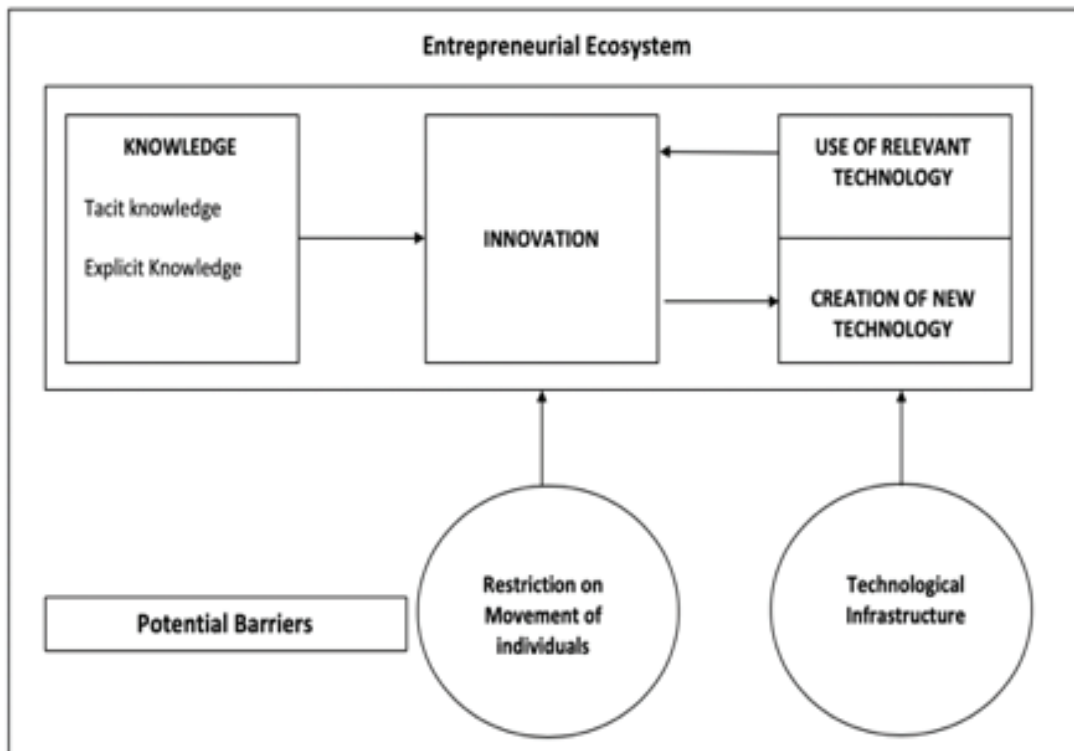 Entrepreneurial Ecosystem
KNOWLEDGE
Tacit knowledge
Explicit Knowledge
INNOVATION
USE OF RELEVANT
TECHNOLOGY
CREATION OF NEW
TECHNOLOGY
Potential Barriers
Restriction on
Movement of
individuals
Technological
Infrastructure